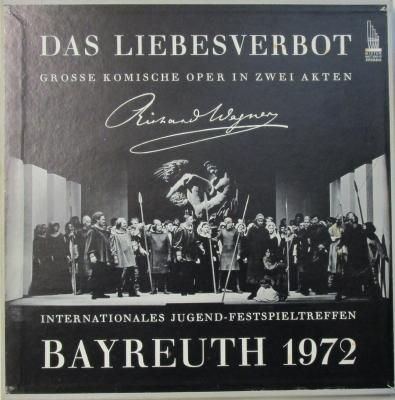 DAS LIEBESVERBOT
GROSSE KOMISCHE OPER IN ZWEI AKTEN
Richard Wagner
INTERNATIONALES JUGEND-FESTSPIELTREFFEN
BAYREUTH 1972